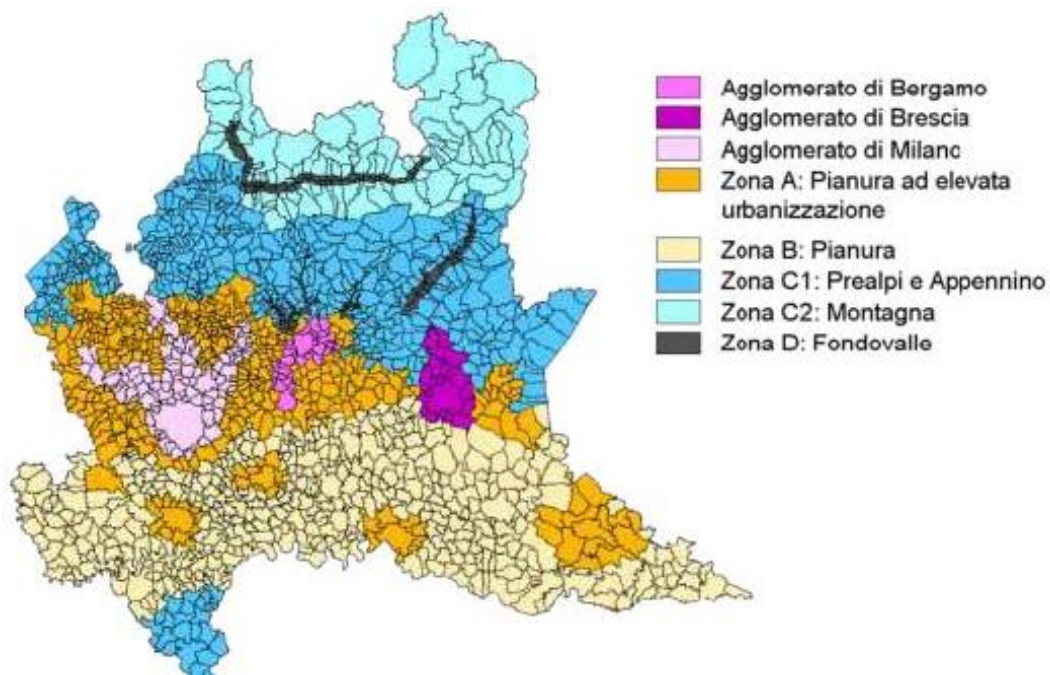 Agglomerato di Bergamo
Agglomerato di Brescia
Agglomerato di Milanc
Zona A: Pianura ad elevata
urbanizzazione
Zona B: Pianura
Zona C1: Prealpi e Appennino
Zona C2: Montagna
Zona D: Fondovalle